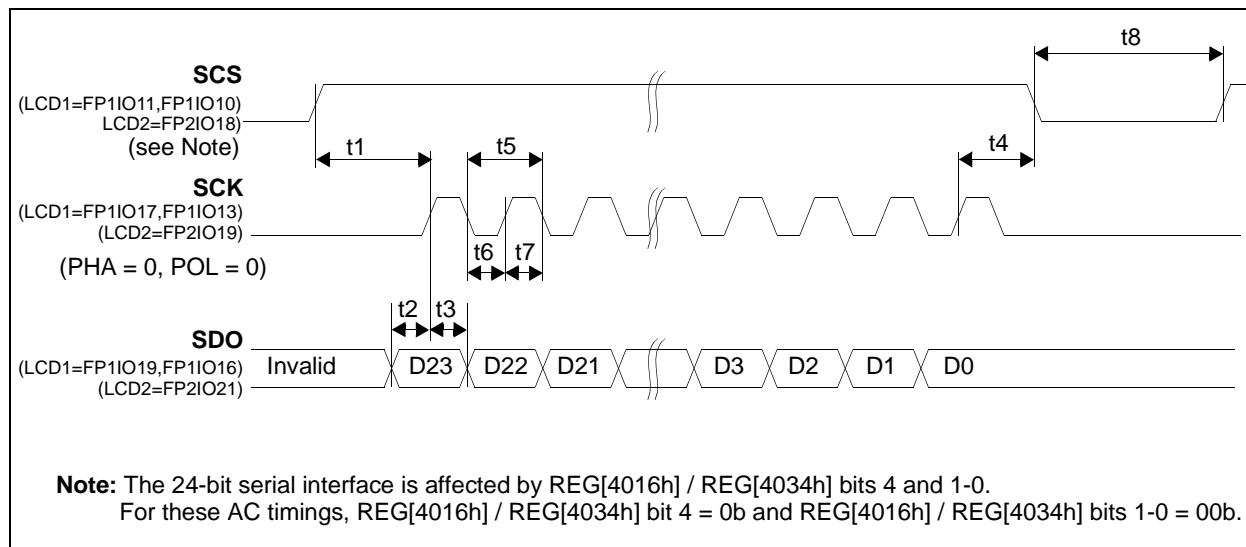 t8
SCS
(LCD1=FP1IO11,FP1IO10)
LCD2=FP2IO18)
(see Note)
t1
t5
t4
SCK
(LCD1=FP1IO17,FP1IO13)
(LCD2=FP2IO19)
(PHA = 0, POL = 0)
t6
t7
t2
t3
SDO
(LCD1=FP1IO19,FP1IO16)
(LCD2=FP2IO21)
Invalid D23 D22 D21 D3 D2 D1 D0
Note: The 24-bit serial interface is affected by REG[4016h] / REG[4034h] bits 4 and 1-0.
For these AC timings, REG[4016h] / REG[4034h] bit 4 = 0b and REG[4016h] / REG[4034h] bits 1-0 = 00b.